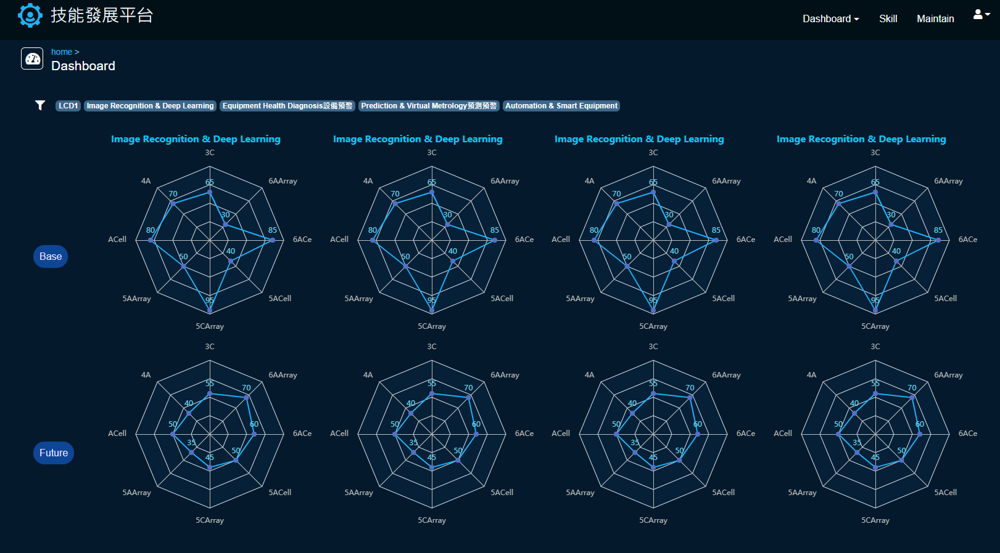 技能發展平台
Dashboard Skill Maintain
home >
Dashboard
LCD1 Image Recognition & Deep Learning Equipment Health Diagnosis設備預警 Prediction & Virtual Metrology預測預警 Automation & Smart Equipment
Image Recognition & Deep Learning Image Recognition & Deep Learning Image Recognition & Deep Learning Image Recognition & Deep Learning
3C 3C 3C 3C
4A 6AArray 4A 6AArray 4A 6AArray 4A 6AArray
65 65 65 65
70 70 70 70
30 30 30 30
80 85 80 85 80 85 80 85
ACell 6ACe ACell 6ACe ACell 6ACe ACell 6ACe
Base
50 40 50 40 50 40 50 40
5AArray 95 5ACell 5AArray 95 5ACell 5AArray 95 5ACell 5AArray 95 5ACell
5CArray 5CArray 5CArray 5CArray
3C 3C 3C 3C
4A 6AArray 4A 6AArray 4A 6AArray 4A 6AArray
55 70 55 70 55 70 55 70
40 40 40 40
50 60 50 60 50 60 50 60
ACell 6ACe ACell 6ACe ACell 6ACe ACell 6ACe
35 50 35 50 35 50 35 50
Future
45 45 45 45
5AArray 5ACell 5AArray 5ACell 5AArray 5ACell 5AArray 5ACell
5CArray 5CArray 5CArray 5CArray